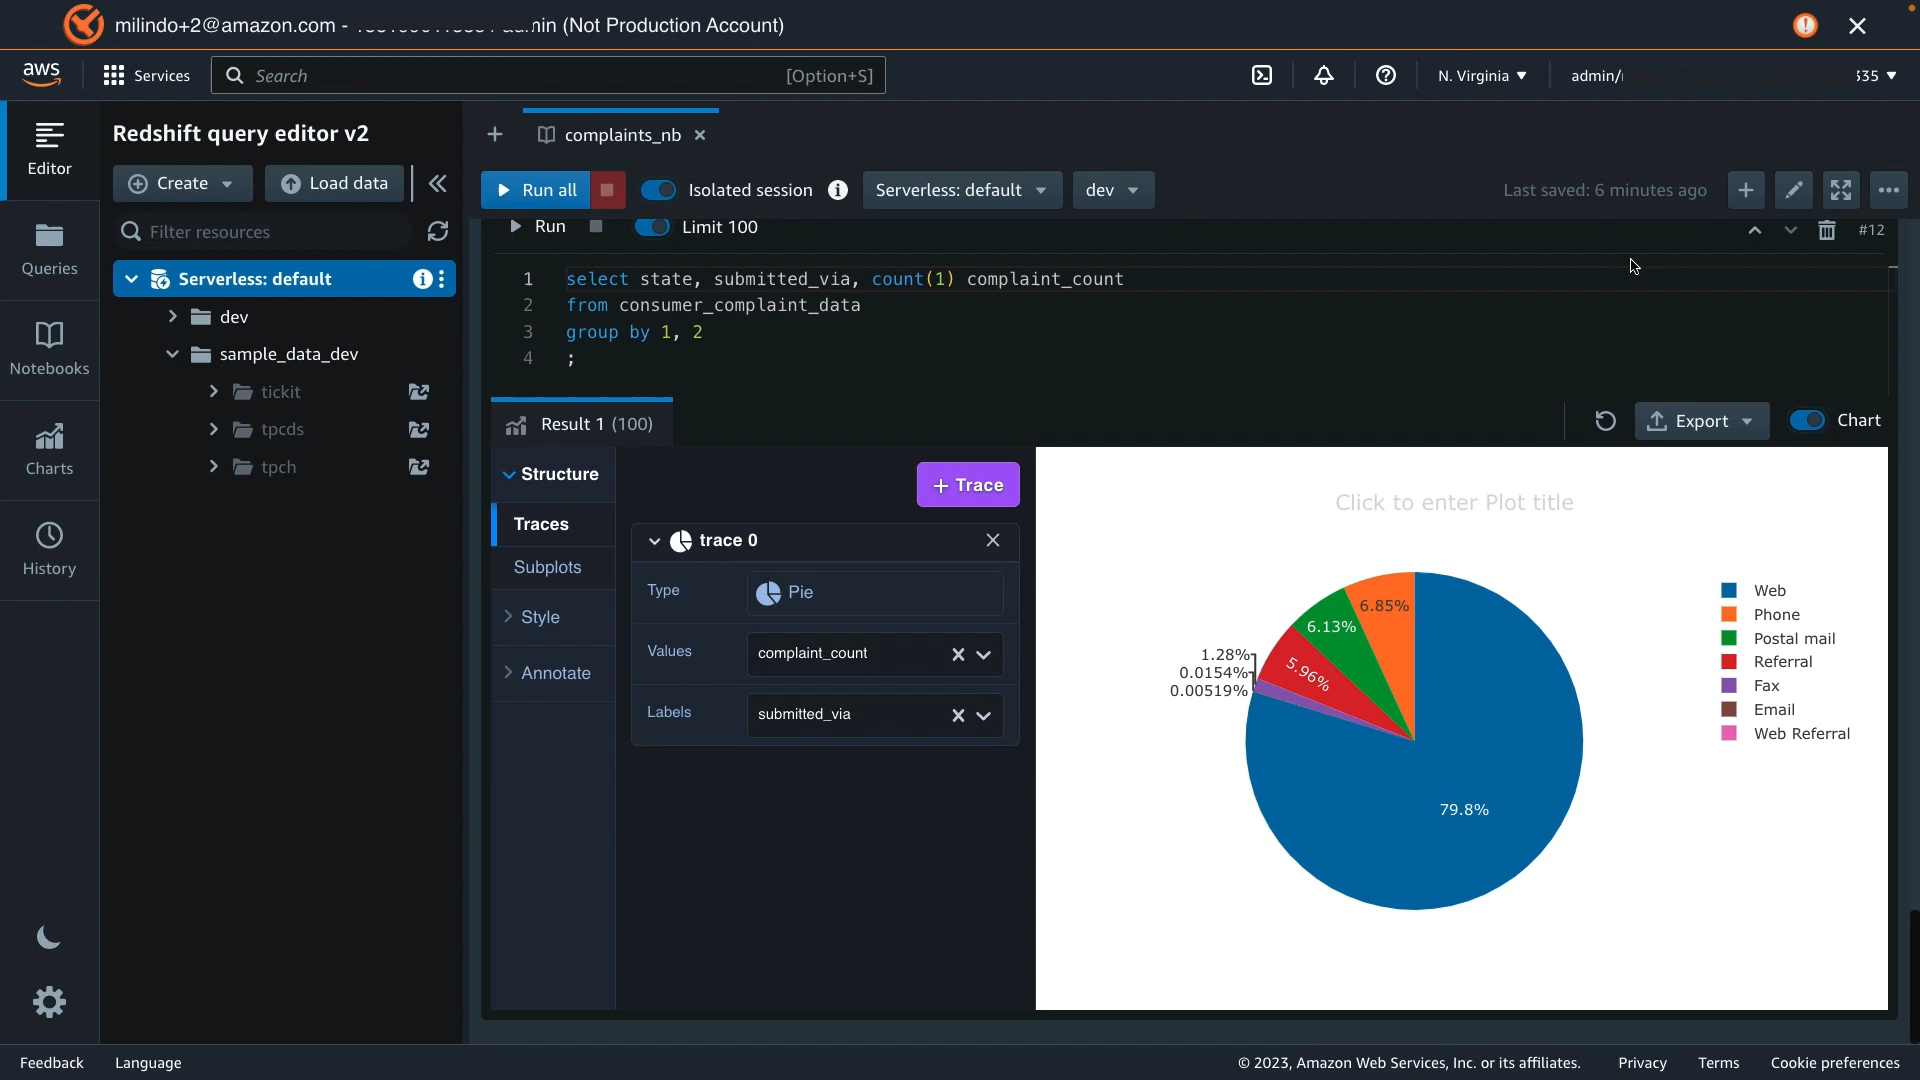 milindo+2@amazon.com - (Not Production Account)
aws
Services
Search
[Option+S]
N. Virginia
admin/
Editor
Queries
Notebooks
Charts
History
Redshift query editor v2
Create
Load data
Filter resources
Serverless: default
dev
sample_data_dev
tickit
tpcds
tpch
complaints_nb
Run all
Isolated session
Serverless: default
dev
Last saved: 6 minutes ago
Run
Limit 100
#12
1 select state, submitted_via, count(1) complaint_count
2 from consumer_complaint_data
3 group by 1, 2
4 ;
Result 1 (100)
Export
Chart
Structure
Traces
Subplots
Style
Annotate
+ Trace
trace 0
Type
Pie
Values
complaint_count
Labels
submitted_via
Click to enter Plot title
6.85%
6.13%
5.96%
1.28%
0.0154%
0.00519%
79.8%
Web
Phone
Postal mail
Referral
Fax
Email
Web Referral
Feedback
Language
© 2023, Amazon Web Services, Inc. or its affiliates.
Privacy
Terms
Cookie preferences